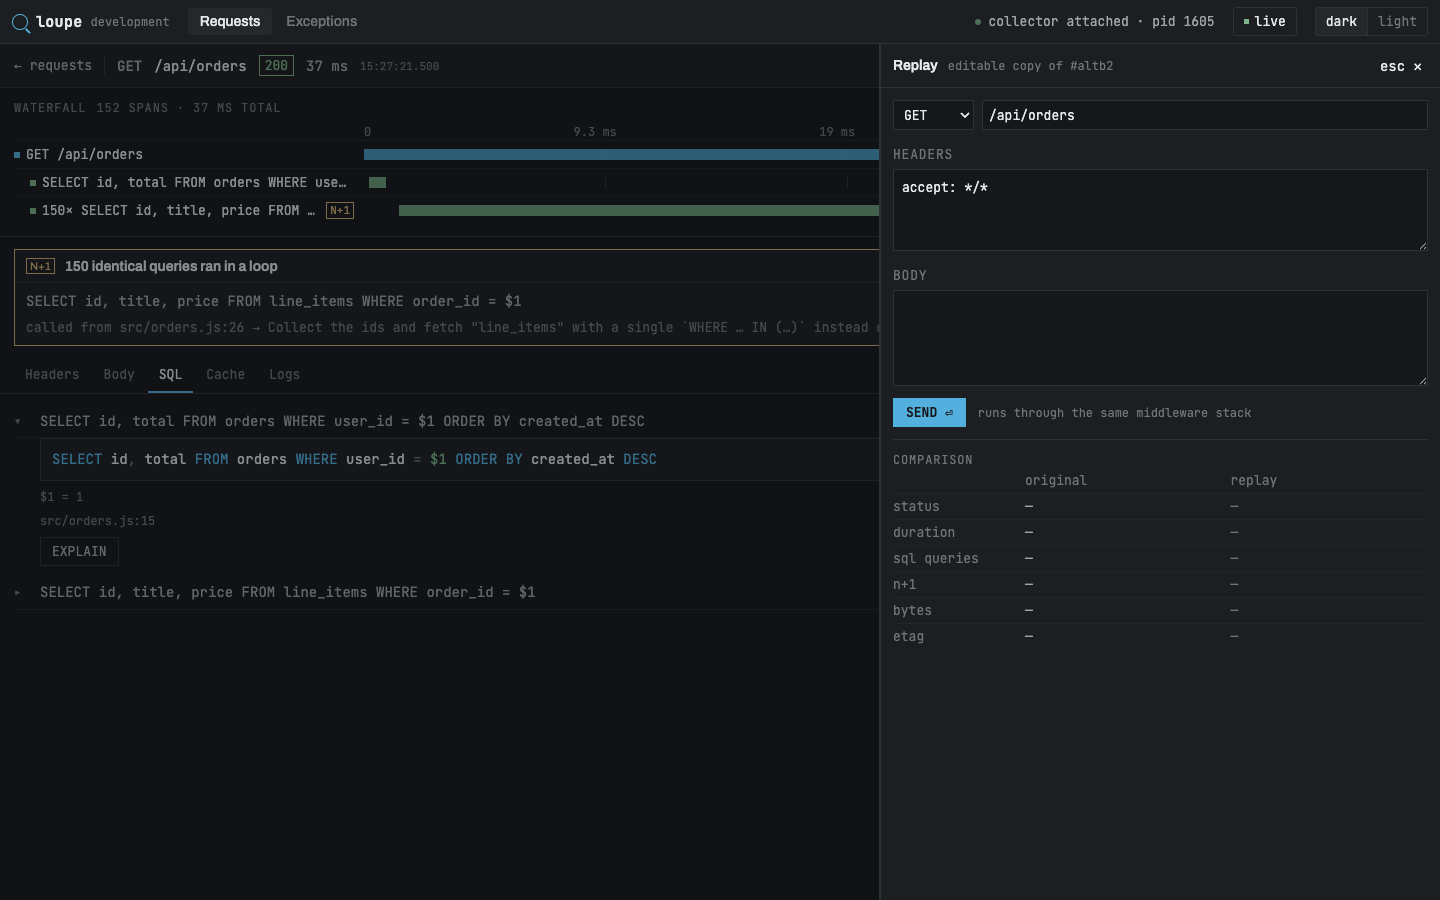 loupe development Requests Exceptions collector attached · pid 1605 live dark light
← requests GET /api/orders 200 37 ms 15:27:21.500
WATERFALL 152 SPANS · 37 MS TOTAL
0 9.3 ms 19 ms
GET /api/orders
SELECT id, total FROM orders WHERE use…
150× SELECT id, title, price FROM … N+1
N+1 150 identical queries ran in a loop
SELECT id, title, price FROM line_items WHERE order_id = $1
called from src/orders.js:26 → Collect the ids and fetch "line_items" with a single `WHERE … IN (…)` instead
Headers Body SQL Cache Logs
▾ SELECT id, total FROM orders WHERE user_id = $1 ORDER BY created_at DESC
SELECT id, total FROM orders WHERE user_id = $1 ORDER BY created_at DESC
$1 = 1
src/orders.js:15
EXPLAIN
▸ SELECT id, title, price FROM line_items WHERE order_id = $1
Replay editable copy of #altb2 esc ×
GET /api/orders
HEADERS
accept: */*
BODY
SEND ⏎ runs through the same middleware stack
COMPARISON
original replay
status — —
duration — —
sql queries — —
n+1 — —
bytes — —
etag — —